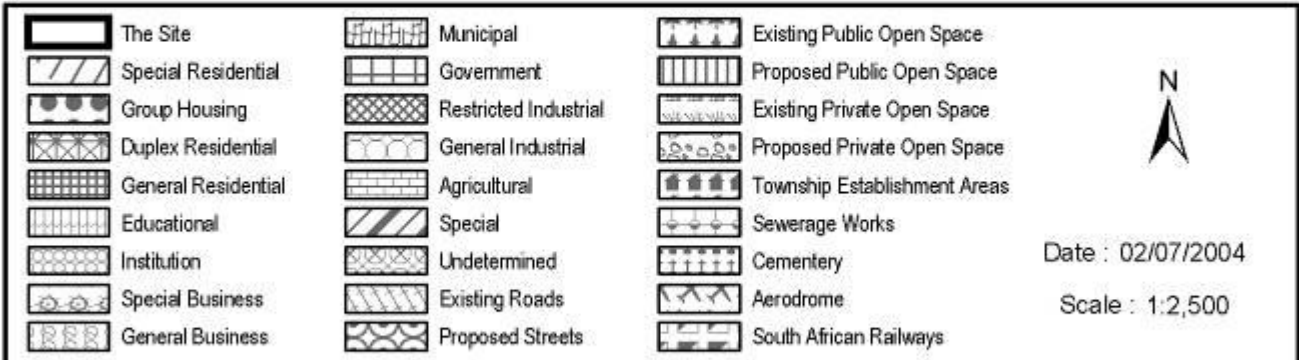 The Site
Special Residential
Group Housing
Duplex Residential
General Residential
Educational
Institution
Special Business
General Business
Municipal
Government
Restricted Industrial
General Industrial
Agricultural
Special
Undetermined
Existing Roads
Proposed Streets
Existing Public Open Space
Proposed Public Open Space
Existing Private Open Space
Proposed Private Open Space
Township Establishment Areas
Sewerage Works
Cementery
Aerodrome
South African Railways
N
Date : 02/07/2004
Scale : 1:2,500